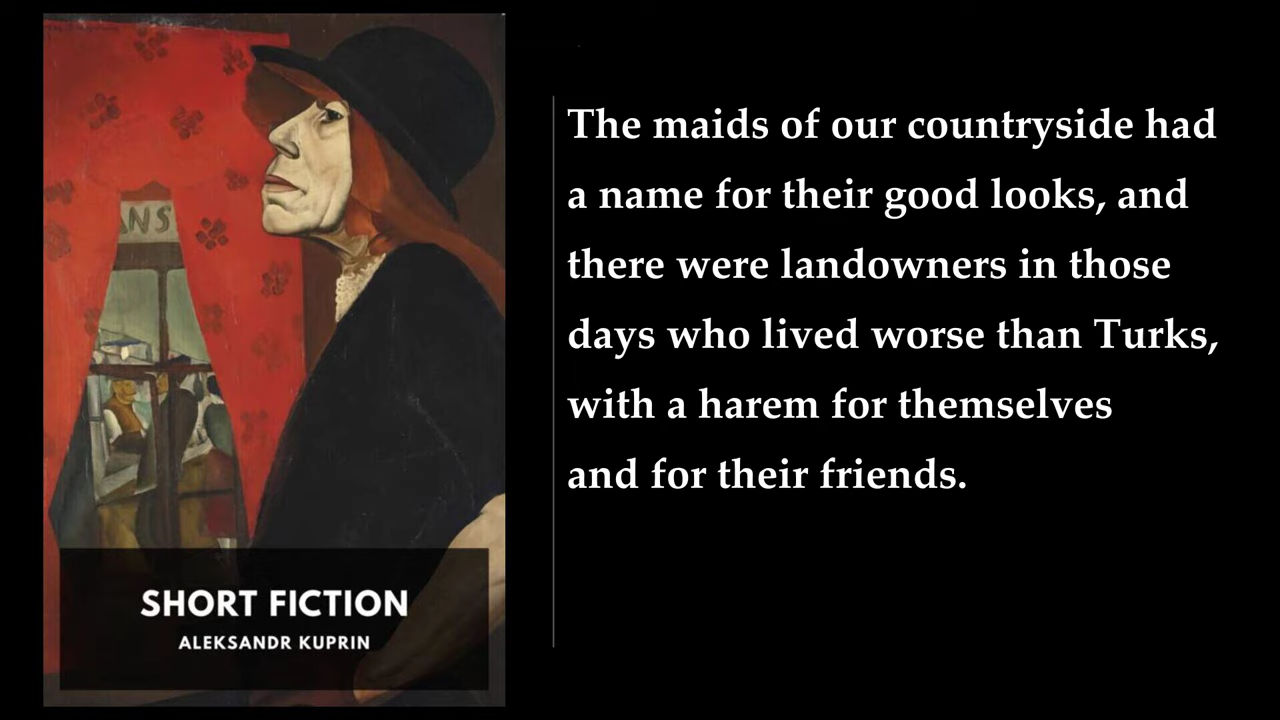 ANS
SHORT FICTION
ALEKSANDR KUPRIN
The maids of our countryside had
a name for their good looks, and
there were landowners in those
days who lived worse than Turks,
with a harem for themselves
and for their friends.